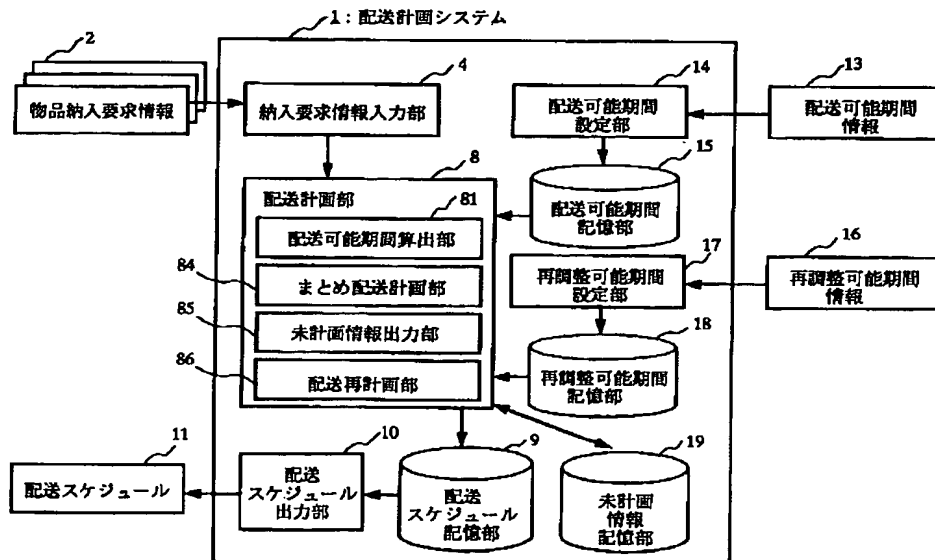 1：配送計画システム
2
物品納入要求情報
4
納入要求情報入力部
14
配送可能期間
設定部
13
配送可能期間
情報
15
配送可能期間
記憶部
8
配送計画部
81
配送可能期間算出部
84
まとめ配送計画部
85
未計画情報出力部
86
配送再計画部
17
再調整可能期間
設定部
16
再調整可能期間
情報
18
再調整可能期間
記憶部
11
配送スケジュール
10
配送
スケジュール
出力部
9
配送
スケジュール
記憶部
19
未計画
情報
記憶部